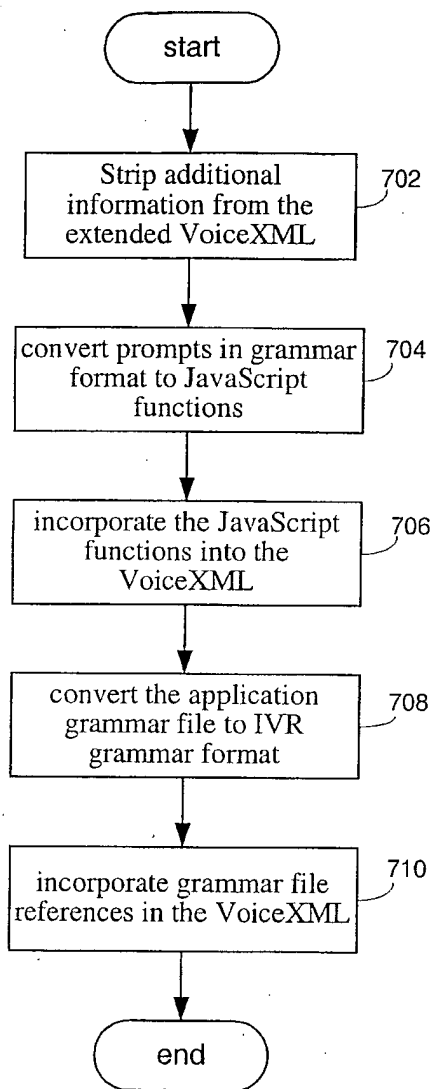 start
Strip additional
information from the
extended VoiceXML
702
convert prompts in grammar
format to JavaScript
functions
704
incorporate the JavaScript
functions into the
VoiceXML
706
convert the application
grammar file to IVR
grammar format
708
incorporate grammar file
references in the VoiceXML
710
end